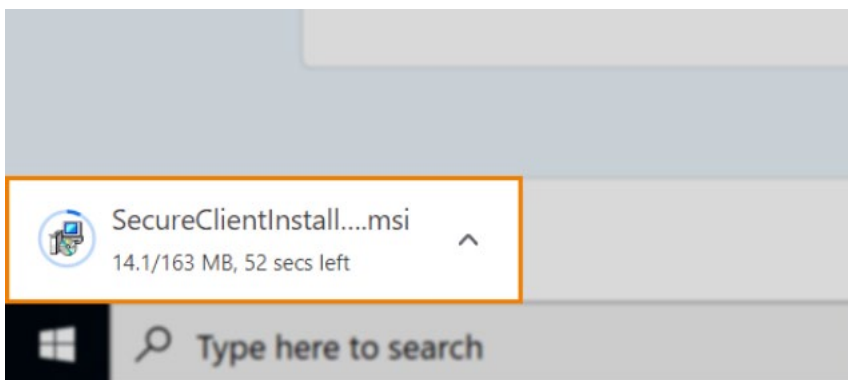 SecureClientInstall....msi
14.1/163 MB, 52 secs left
Type here to search